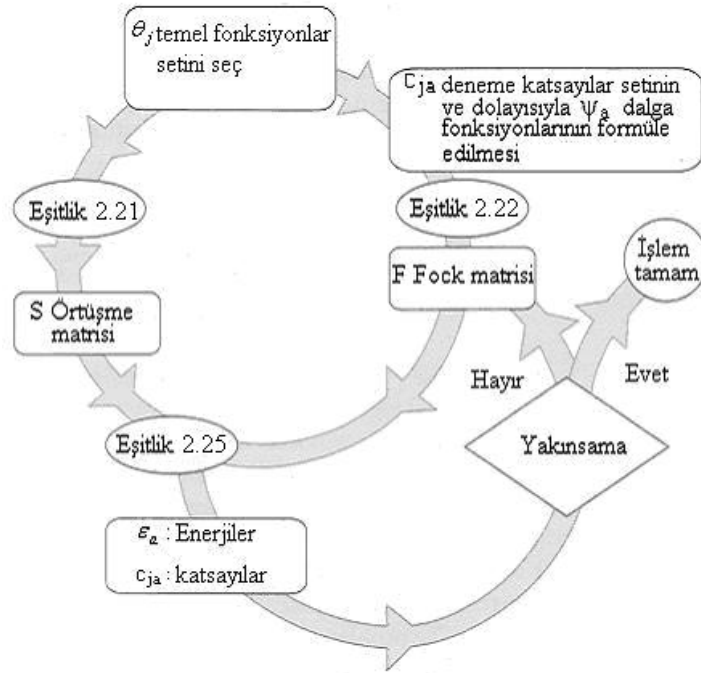 θj temel fonksiyonlar
setini seç
Cja deneme katsayılar setinin
ve dolayısıyla Ψa dalga
fonksiyonlarının formüle
edilmesi
Eşitlik 2.21
Eşitlik 2.22
İşlem
tamam
F Fock matrisi
S Örtüşme
matrisi
Hayır
Evet
Eşitlik 2.25
Yakınsama
εa : Enerjiler
cja : katsayılar